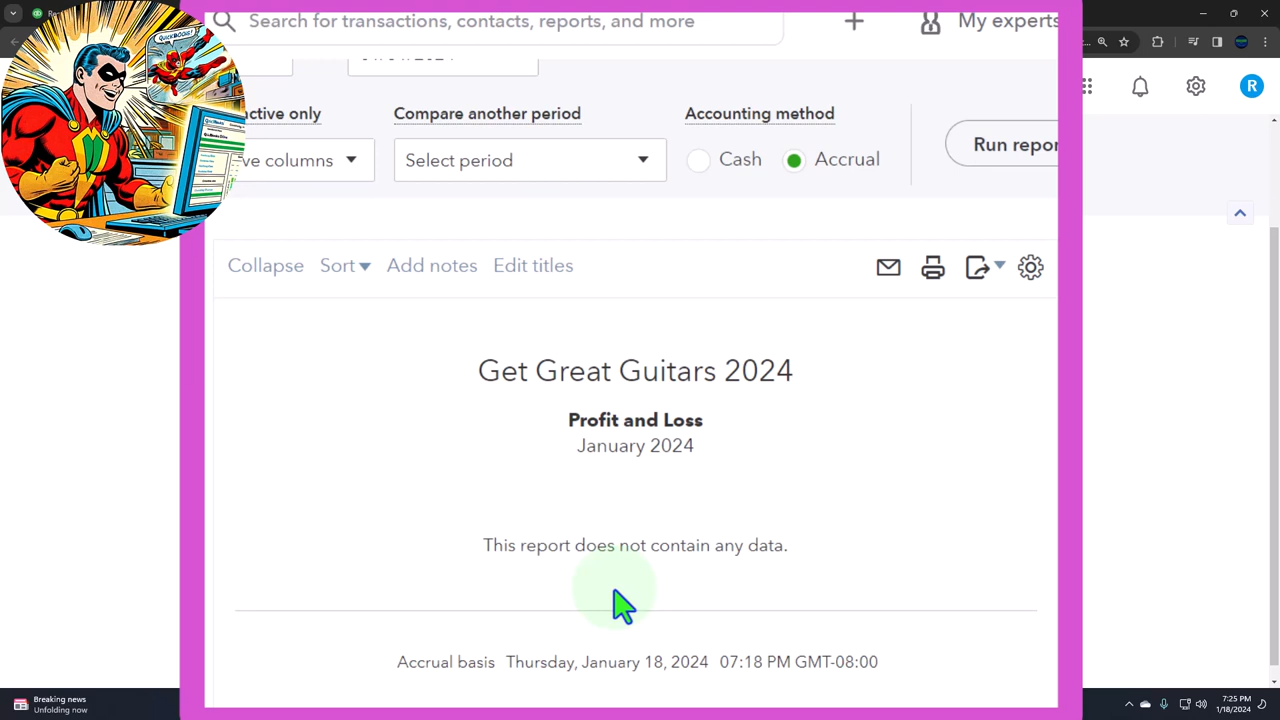 Search for transactions, contacts, reports, and more
My experts
R
QUICKBOOKS!
active only
Compare another period
Accounting method
columns
Select period
Cash
Accrual
Run repor
Collapse
Sort
Add notes
Edit titles
Get Great Guitars 2024
Profit and Loss
January 2024
This report does not contain any data.
Accrual basis Thursday, January 18, 2024 07:18 PM GMT-08:00
Breaking news
Unfolding now
7:25 PM
1/18/2024